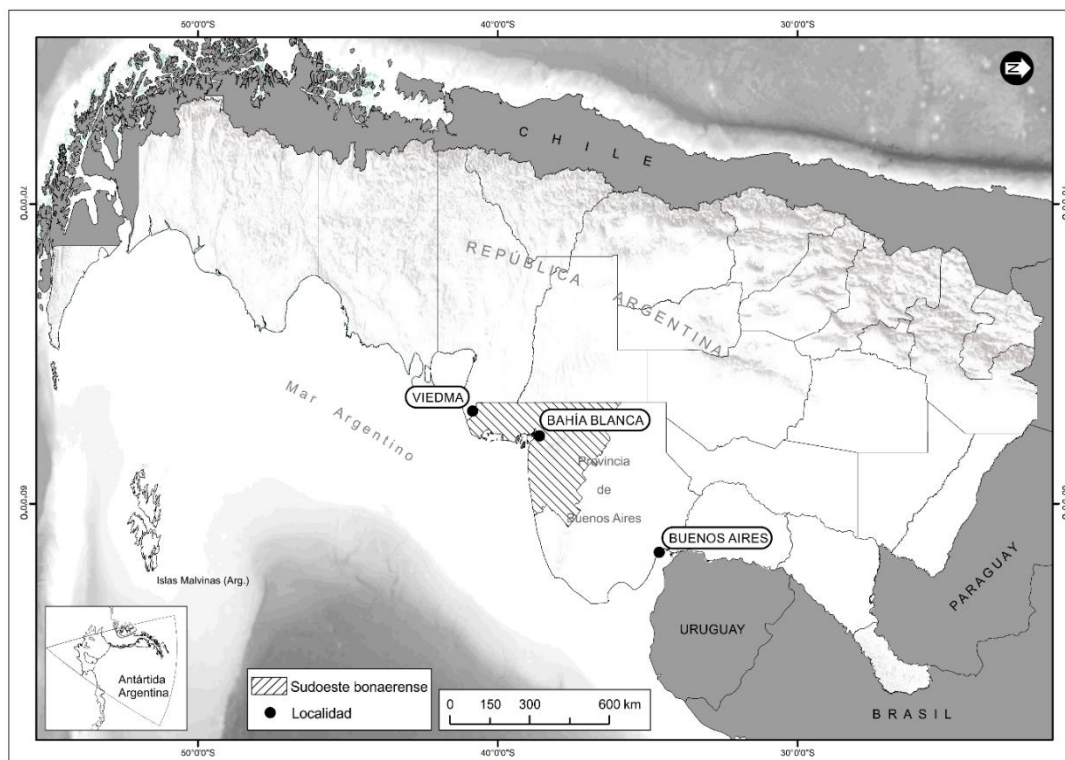 50°0'0"S 40°0'0"S 30°0'0"S
N
CHILE
70°0'0"O
70°0'0"O
REPÚBLICA ARGENTINA
Mar Argentino
VIEDMA
BAHÍA BLANCA
Provincia
de
Buenos Aires
BUENOS AIRES
Islas Malvinas (Arg.)
PARAGUAY
URUGUAY
BRASIL
Antártida
Argentina
Sudoeste bonaerense
Localidad
0 150 300 600 km
50°0'0"S 40°0'0"S 30°0'0"S